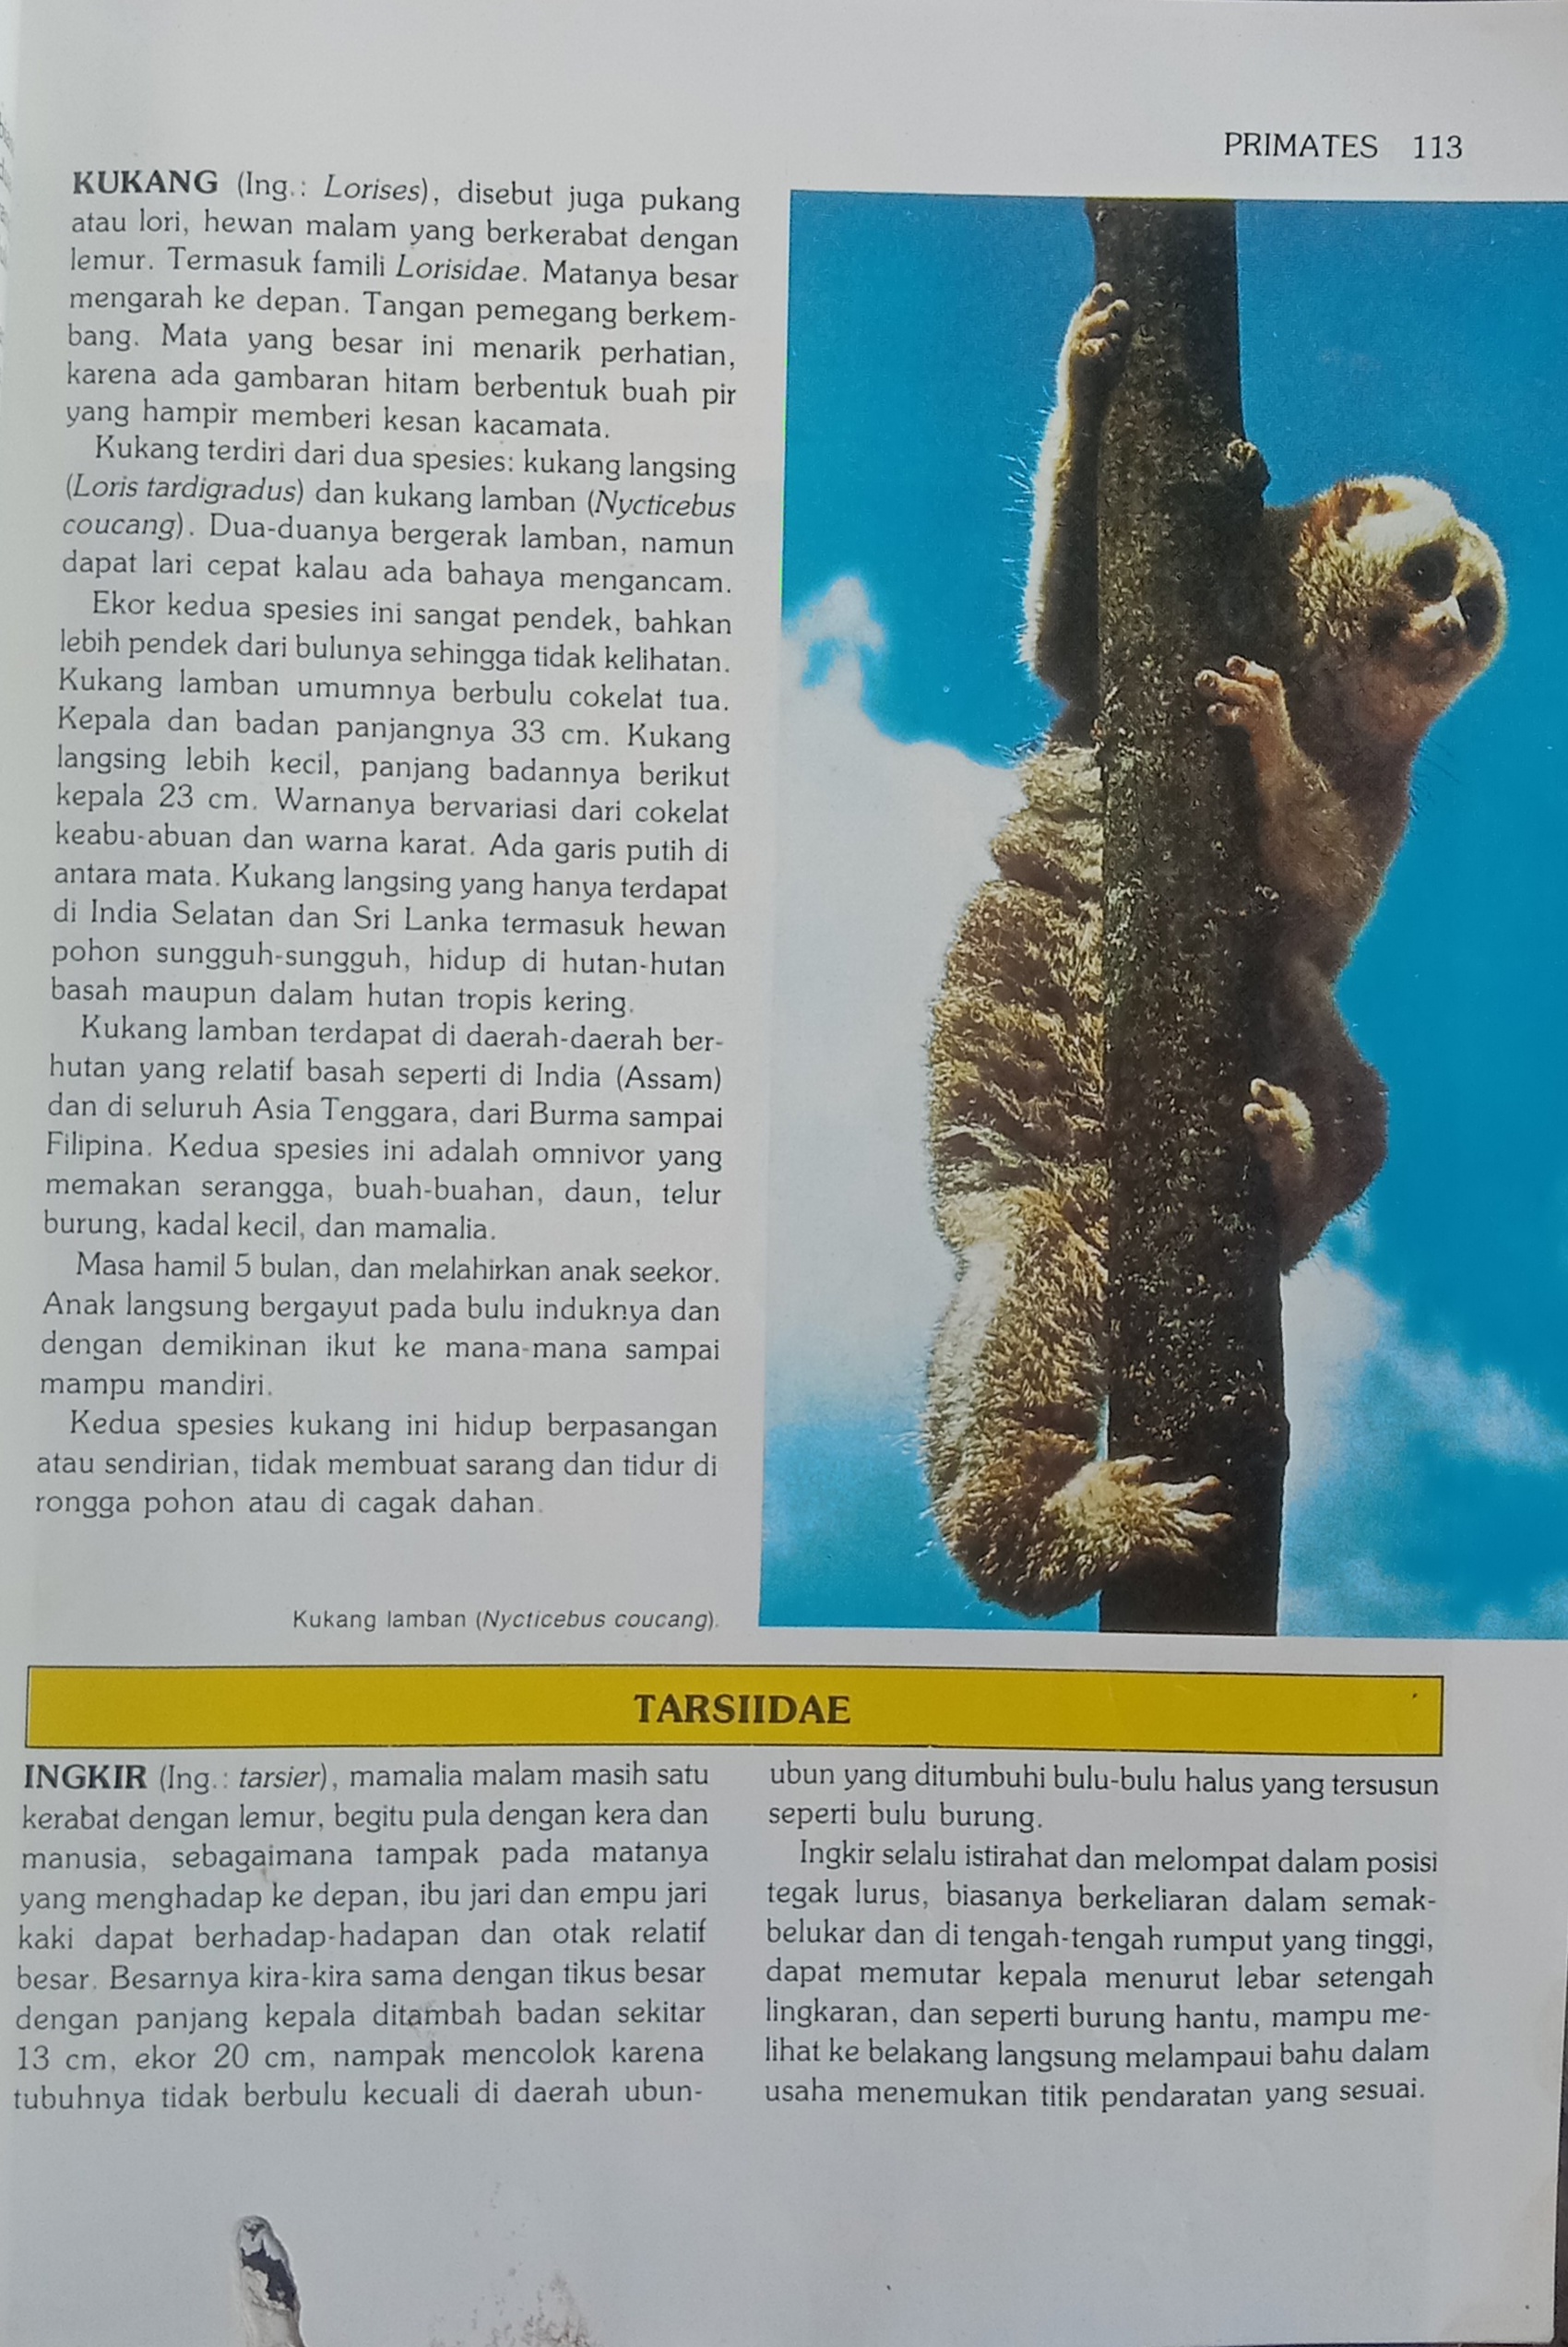 PRIMATES 113
KUKANG (Ing.: Lorises), disebut juga pukang
atau lori, hewan malam yang berkerabat dengan
lemur. Termasuk famili Lorisidae. Matanya besar
mengarah ke depan. Tangan pemegang berkem-
bang. Mata yang besar ini menarik perhatian,
karena ada gambaran hitam berbentuk buah pir
yang hampir memberi kesan kacamata.
Kukang terdiri dari dua spesies: kukang langsing
(Loris tardigradus) dan kukang lamban (Nycticebus
coucang). Dua-duanya bergerak lamban, namun
dapat lari cepat kalau ada bahaya mengancam.
Ekor kedua spesies ini sangat pendek, bahkan
lebih pendek dari bulunya sehingga tidak kelihatan.
Kukang lamban umumnya berbulu cokelat tua.
Kepala dan badan panjangnya 33 cm. Kukang
langsing lebih kecil, panjang badannya berikut
kepala 23 cm. Warnanya bervariasi dari cokelat
keabu-abuan dan warna karat. Ada garis putih di
antara mata. Kukang langsing yang hanya terdapat
di India Selatan dan Sri Lanka termasuk hewan
pohon sungguh-sungguh, hidup di hutan-hutan
basah maupun dalam hutan tropis kering.
Kukang lamban terdapat di daerah-daerah ber-
hutan yang relatif basah seperti di India (Assam)
dan di seluruh Asia Tenggara, dari Burma sampai
Filipina. Kedua spesies ini adalah omnivor yang
memakan serangga, buah-buahan, daun, telur
burung, kadal kecil, dan mamalia.
Masa hamil 5 bulan, dan melahirkan anak seekor.
Anak langsung bergayut pada bulu induknya dan
dengan demikinan ikut ke mana-mana sampai
mampu mandiri.
Kedua spesies kukang ini hidup berpasangan
atau sendirian, tidak membuat sarang dan tidur di
rongga pohon atau di cagak dahan.
Kukang lamban (Nycticebus coucang).
TARSIIDAE
INGKIR (Ing.: tarsier), mamalia malam masih satu
kerabat dengan lemur, begitu pula dengan kera dan
manusia, sebagaimana tampak pada matanya
yang menghadap ke depan, ibu jari dan empu jari
kaki dapat berhadap-hadapan dan otak relatif
besar. Besarnya kira-kira sama dengan tikus besar
dengan panjang kepala ditambah badan sekitar
13 cm, ekor 20 cm, nampak mencolok karena
tubuhnya tidak berbulu kecuali di daerah ubun-
ubun yang ditumbuhi bulu-bulu halus yang tersusun
seperti bulu burung.
Ingkir selalu istirahat dan melompat dalam posisi
tegak lurus, biasanya berkeliaran dalam semak-
belukar dan di tengah-tengah rumput yang tinggi,
dapat memutar kepala menurut lebar setengah
lingkaran, dan seperti burung hantu, mampu me-
lihat ke belakang langsung melampaui bahu dalam
usaha menemukan titik pendaratan yang sesuai.